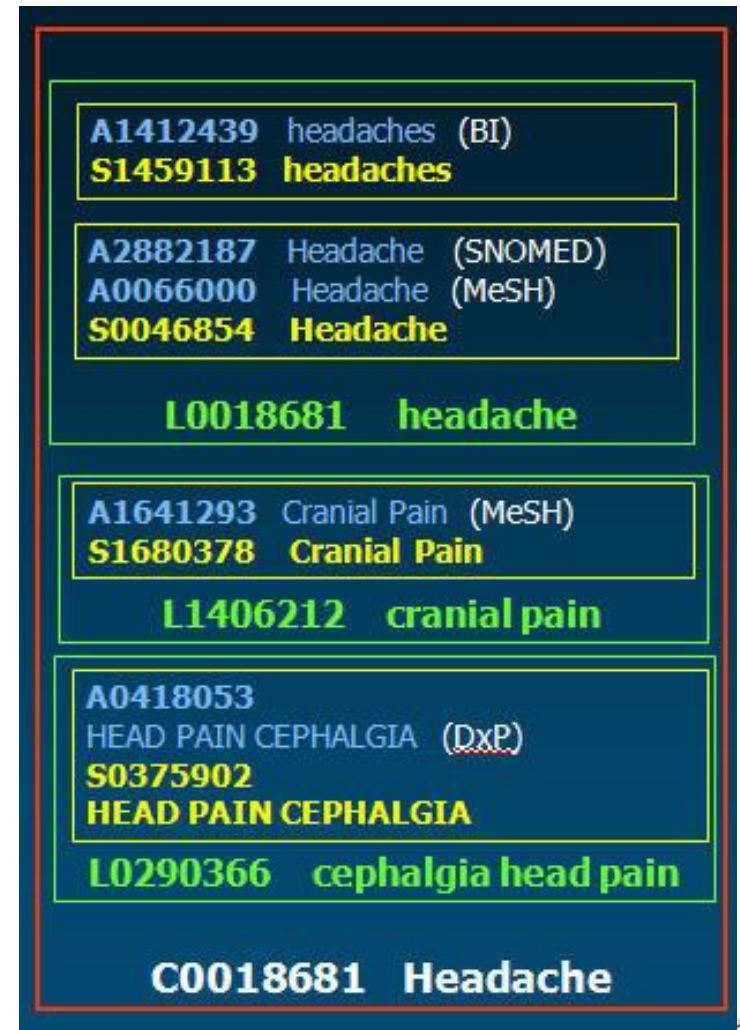 A1412439 headaches (BI)
S1459113 headaches
A2882187 Headache (SNOMED)
A0066000 Headache (MeSH)
S0046854 Headache
L0018681 headache
A1641293 Cranial Pain (MeSH)
S1680378 Cranial Pain
L1406212 cranial pain
A0418053
HEAD PAIN CEPHALGIA (DxP)
S0375902
HEAD PAIN CEPHALGIA
L0290366 cephalgia head pain
C0018681 Headache